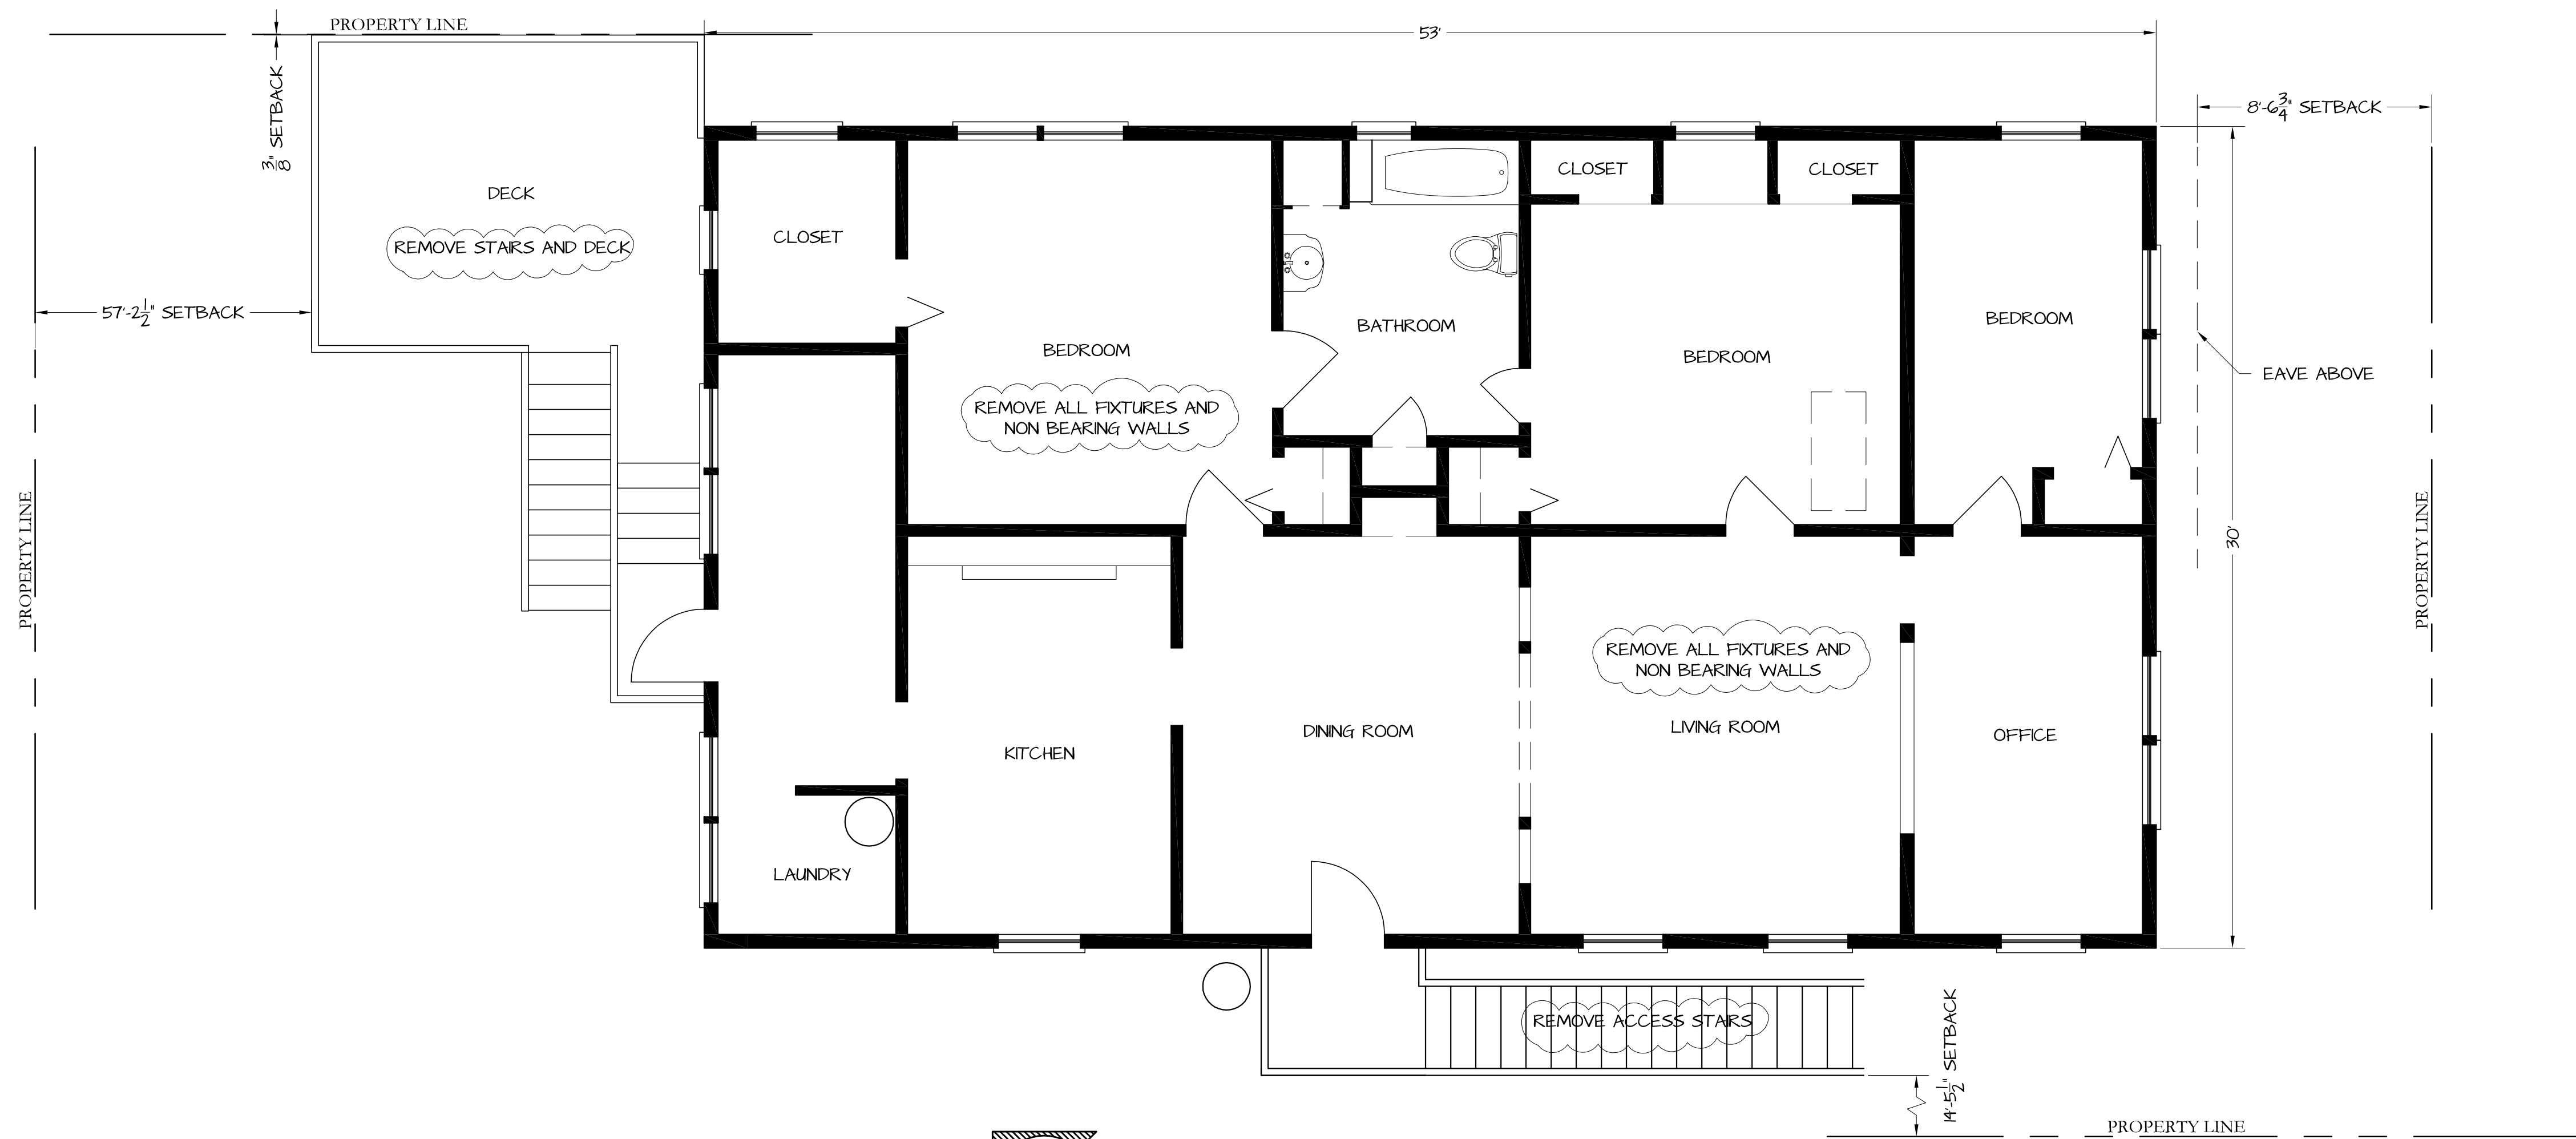 PROPERTY LINE
53'
3/8" SETBACK
8'-6 3/4" SETBACK
DECK
REMOVE STAIRS AND DECK
57'-2 1/2" SETBACK
CLOSET
CLOSET
CLOSET
BEDROOM
REMOVE ALL FIXTURES AND
NON BEARING WALLS
BATHROOM
BEDROOM
BEDROOM
EAVE ABOVE
30'
PROPERTY LINE
PROPERTY LINE
REMOVE ALL FIXTURES AND
NON BEARING WALLS
KITCHEN
DINING ROOM
LIVING ROOM
OFFICE
LAUNDRY
REMOVE ACCESS STAIRS
14'-5 1/2" SETBACK
PROPERTY LINE